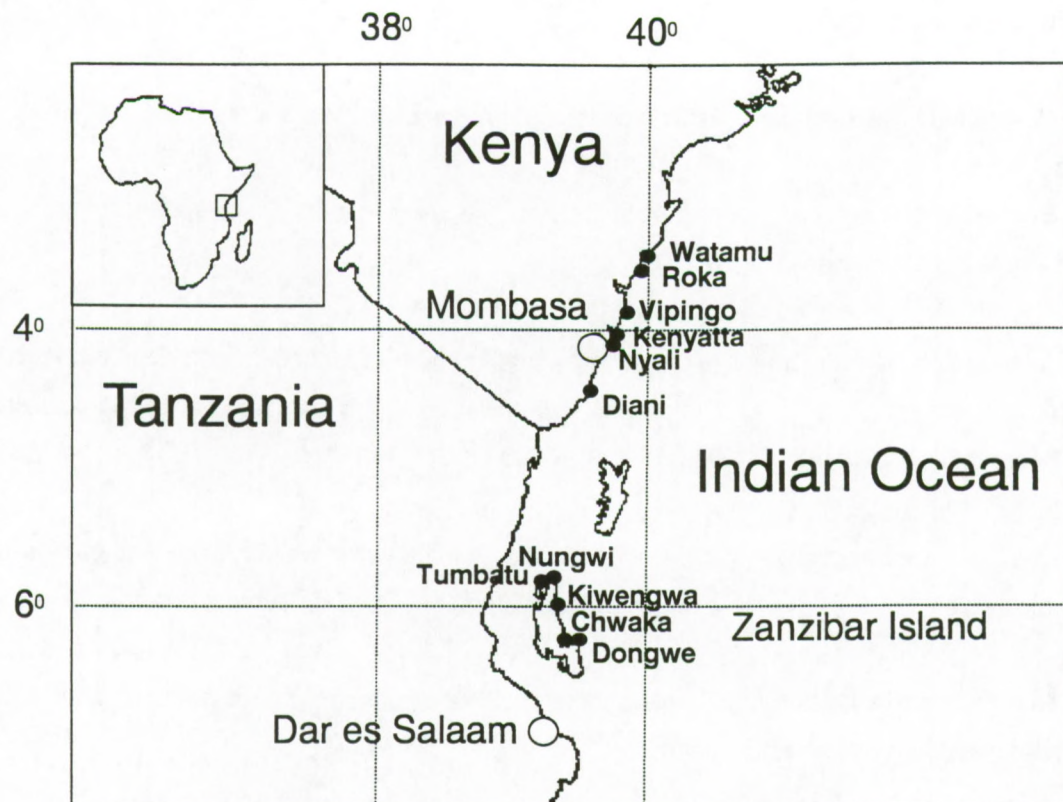 38⁰ 40⁰
Kenya
Watamu
Roka
Mombasa
Vipingo
4⁰
Kenyatta
Nyali
Tanzania
Diani
Indian Ocean
Nungwi
Tumbatu
6⁰
Kiwengwa
Chwaka
Zanzibar Island
Dongwe
Dar es Salaam